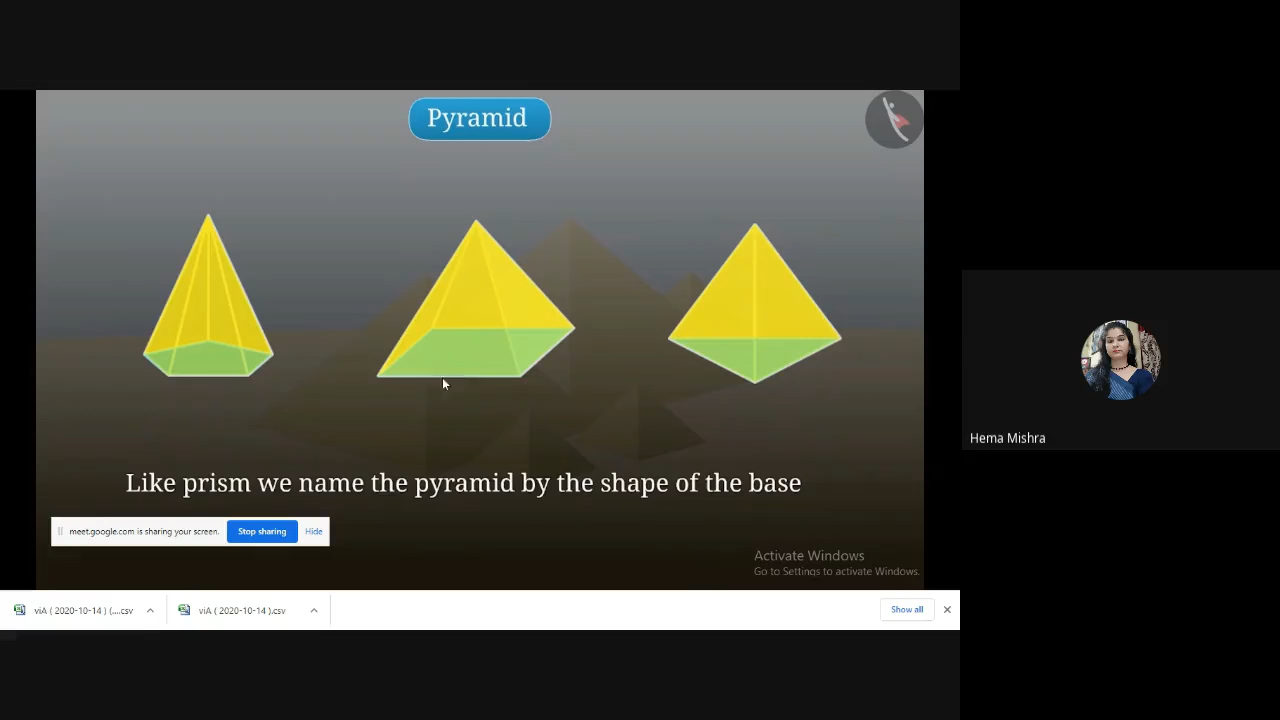 Pyramid
Like prism we name the pyramid by the shape of the base
meet.google.com is sharing your screen.
Stop sharing
Hide
Activate Windows
Go to Settings to activate Windows.
viA ( 2020-10-14 ) (....csv
viA ( 2020-10-14 ).csv
Show all
Hema Mishra